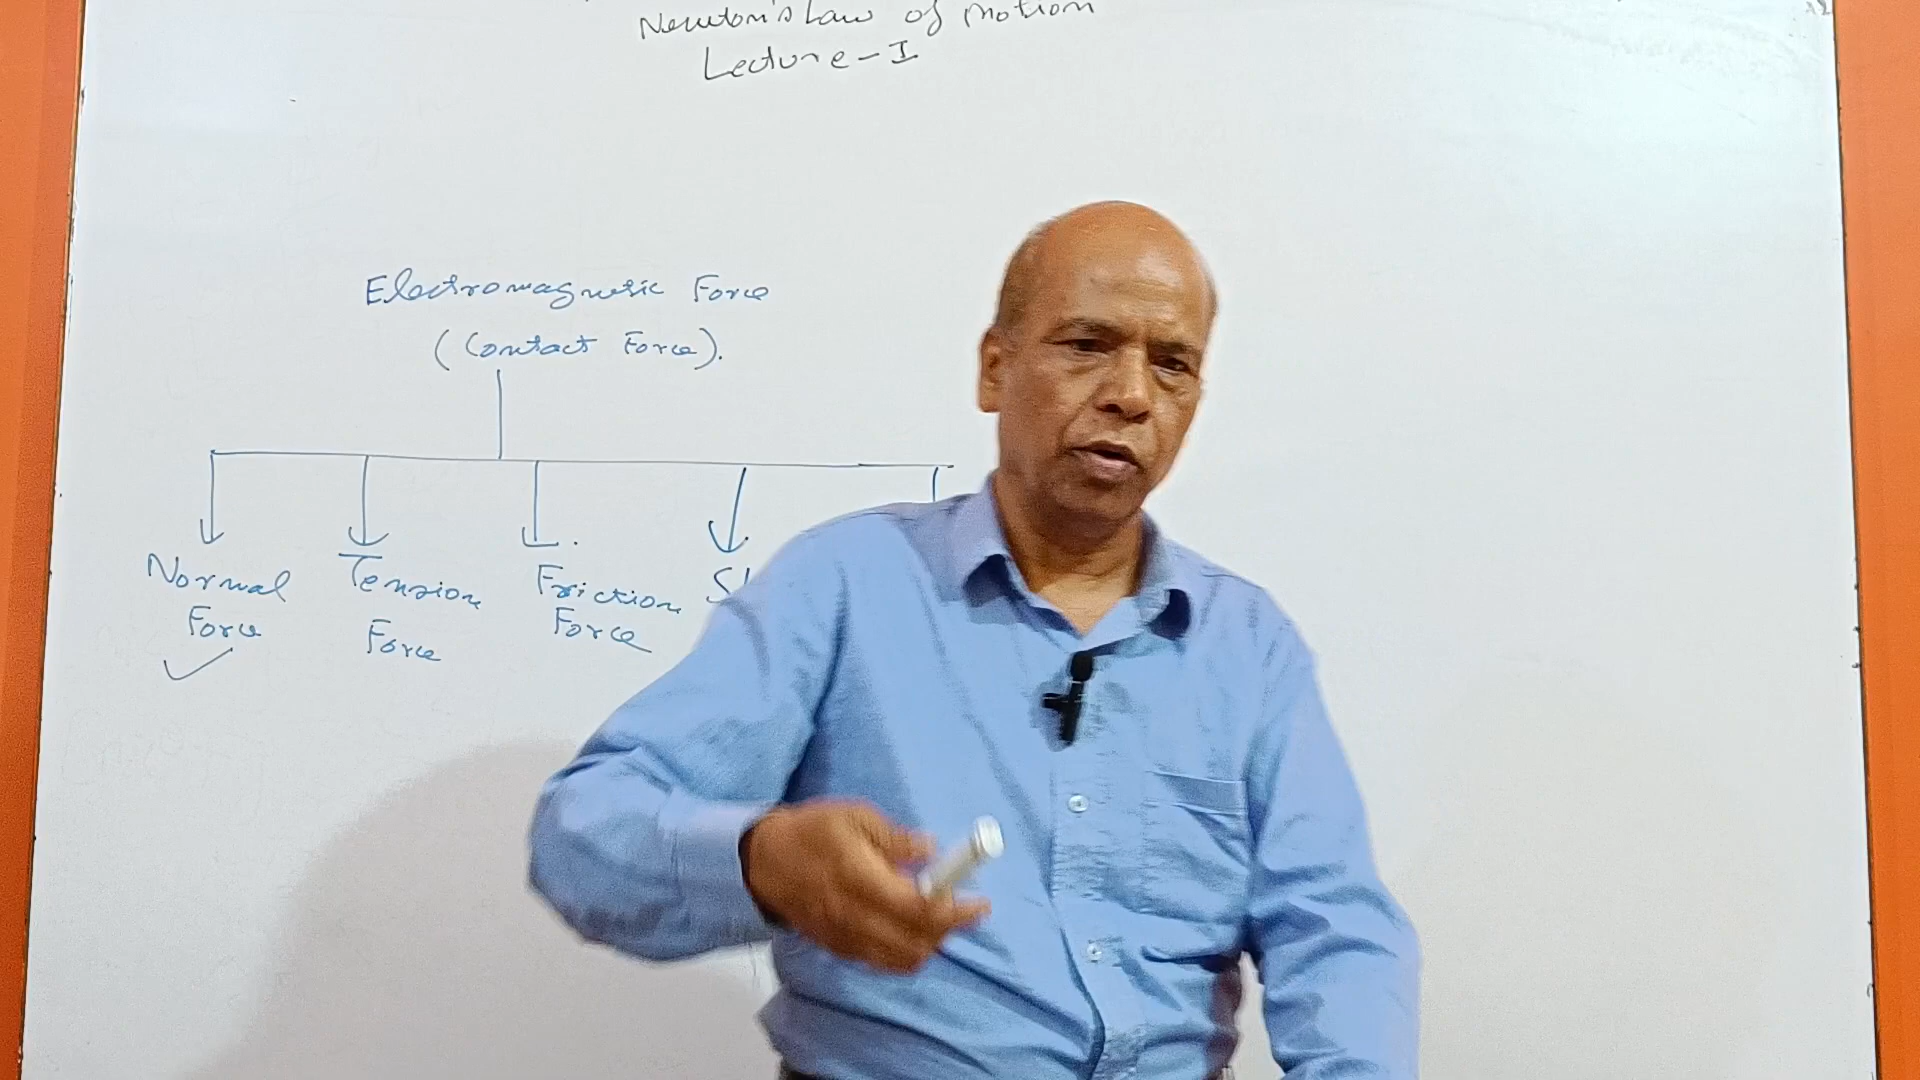 Newton's Law of Motion
Lecture-I
Electromagnetic Force
(Contact Force).
Normal
Force
Tension
Force
Friction
Force